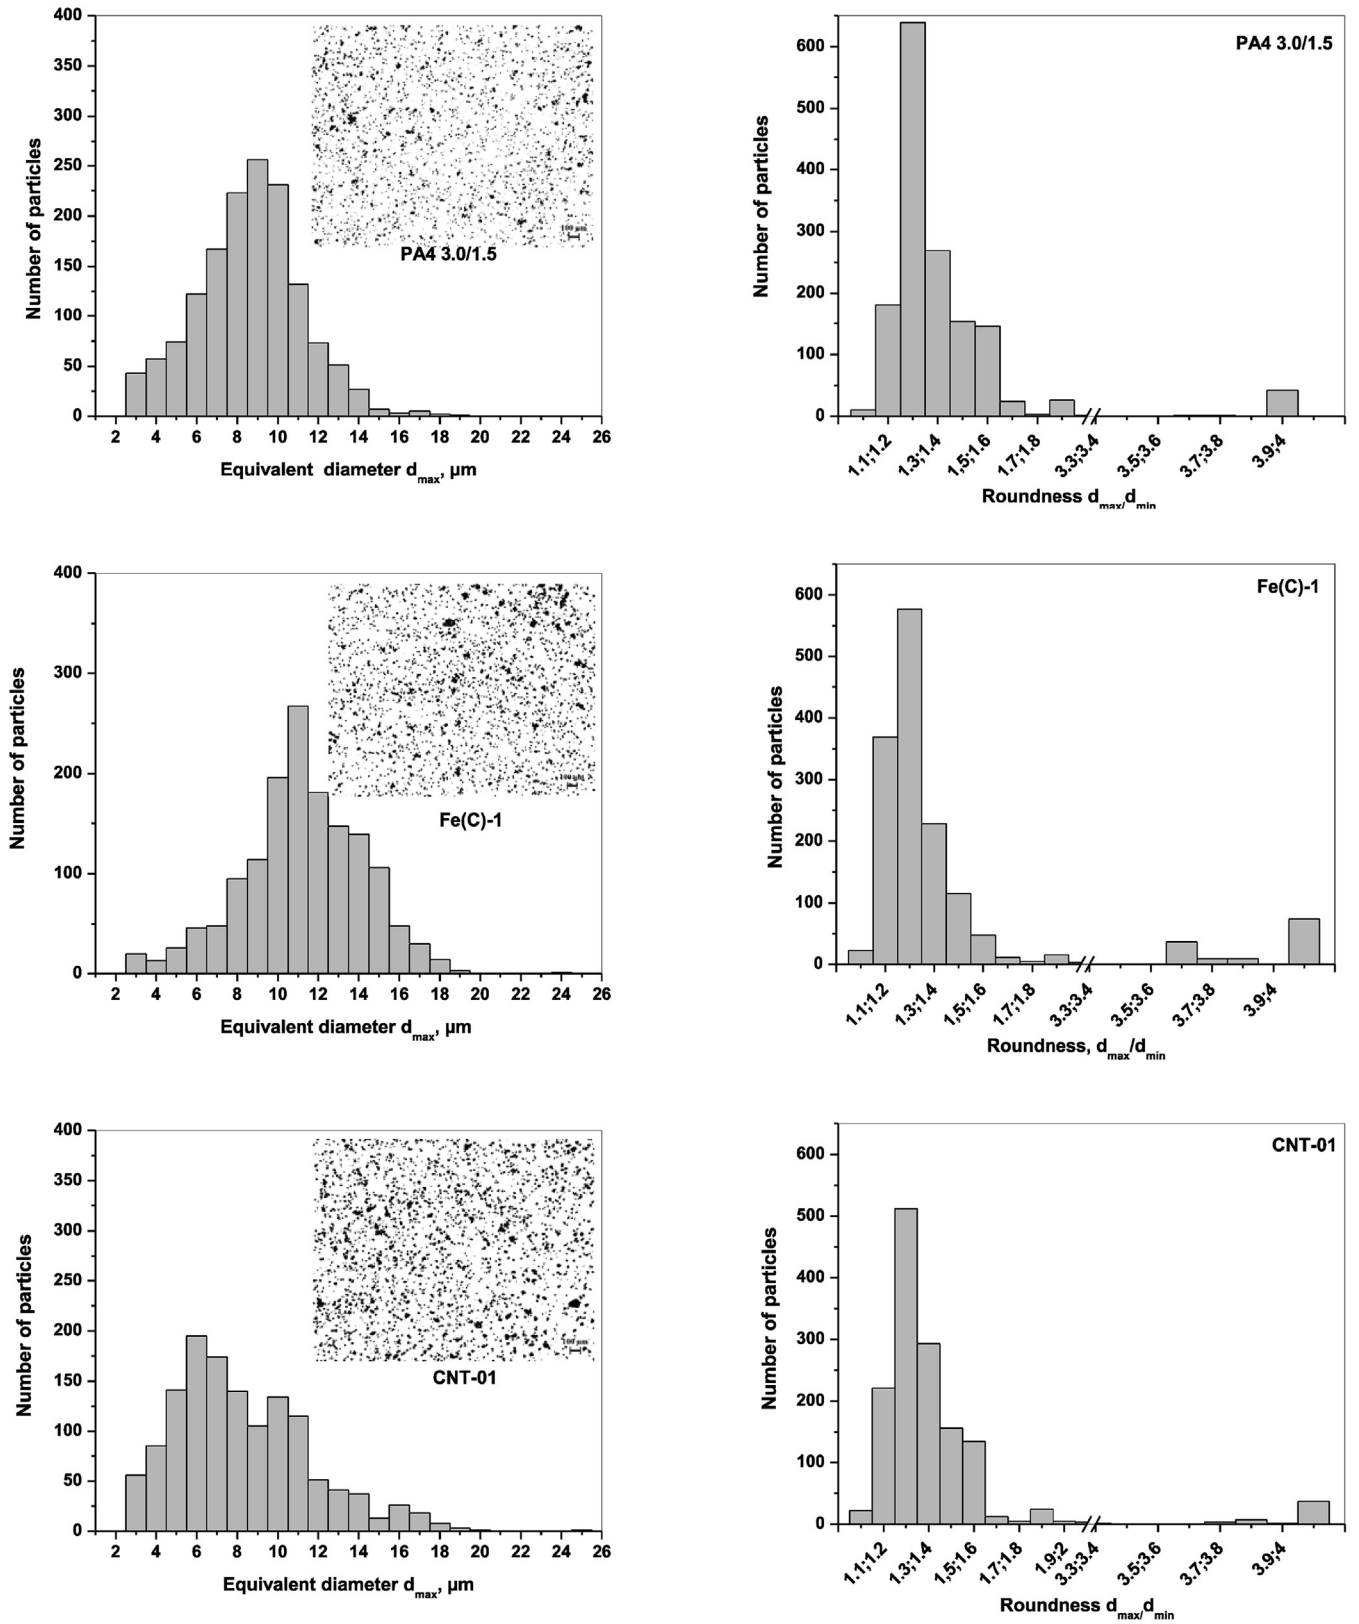 400
350
300
250
200
150
100
50
0
Number of particles
100 µm
PA4 3.0/1.5
2 4 6 8 10 12 14 16 18 20 22 24 26
Equivalent diameter dmax, µm
600
500
400
300
200
100
0
Number of particles
PA4 3.0/1.5
1.1;1.2 1.3;1.4 1,5;1.6 1.7;1.8 3.3;3.4 3.5;3.6 3.7;3.8 3.9;4
Roundness dmax/dmin
400
300
200
100
0
Number of particles
100 µm
Fe(C)-1
2 4 6 8 10 12 14 16 18 20 22 24 26
Equivalent diameter dmax, µm
600
500
400
300
200
100
0
Number of particles
Fe(C)-1
1.1;1.2 1.3;1.4 1,5;1.6 1.7;1.8 3.3;3.4 3.5;3.6 3.7;3.8 3.9;4
Roundness, dmax/dmin
400
350
300
250
200
150
100
50
0
Number of particles
100 µm
CNT-01
2 4 6 8 10 12 14 16 18 20 22 24 26
Equivalent diameter dmax, µm
600
500
400
300
200
100
0
Number of particles
CNT-01
1.1;1.2 1.3;1.4 1,5;1.6 1.7;1.8 1.9;2 3.3;3.4 3.5;3.6 3.7;3.8 3.9;4
Roundness dmax/dmin